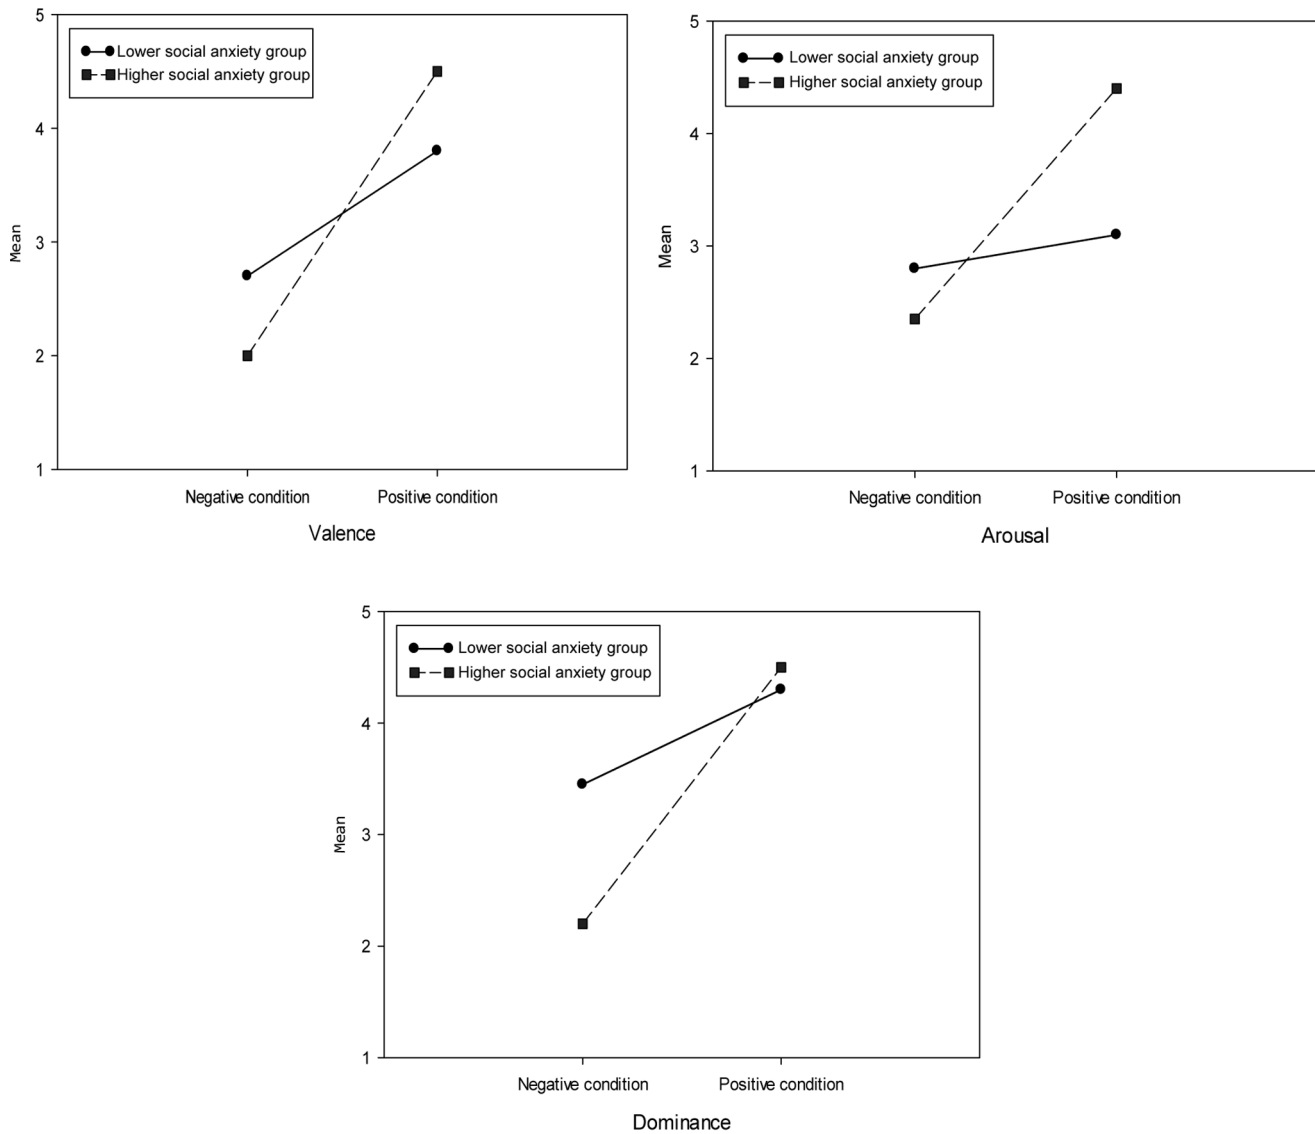 5
Lower social anxiety group
Higher social anxiety group
4
Mean
3
2
1
Negative condition
Positive condition
Valence
5
Lower social anxiety group
Higher social anxiety group
4
Mean
3
2
1
Negative condition
Positive condition
Arousal
5
Lower social anxiety group
Higher social anxiety group
4
Mean
3
2
1
Negative condition
Positive condition
Dominance